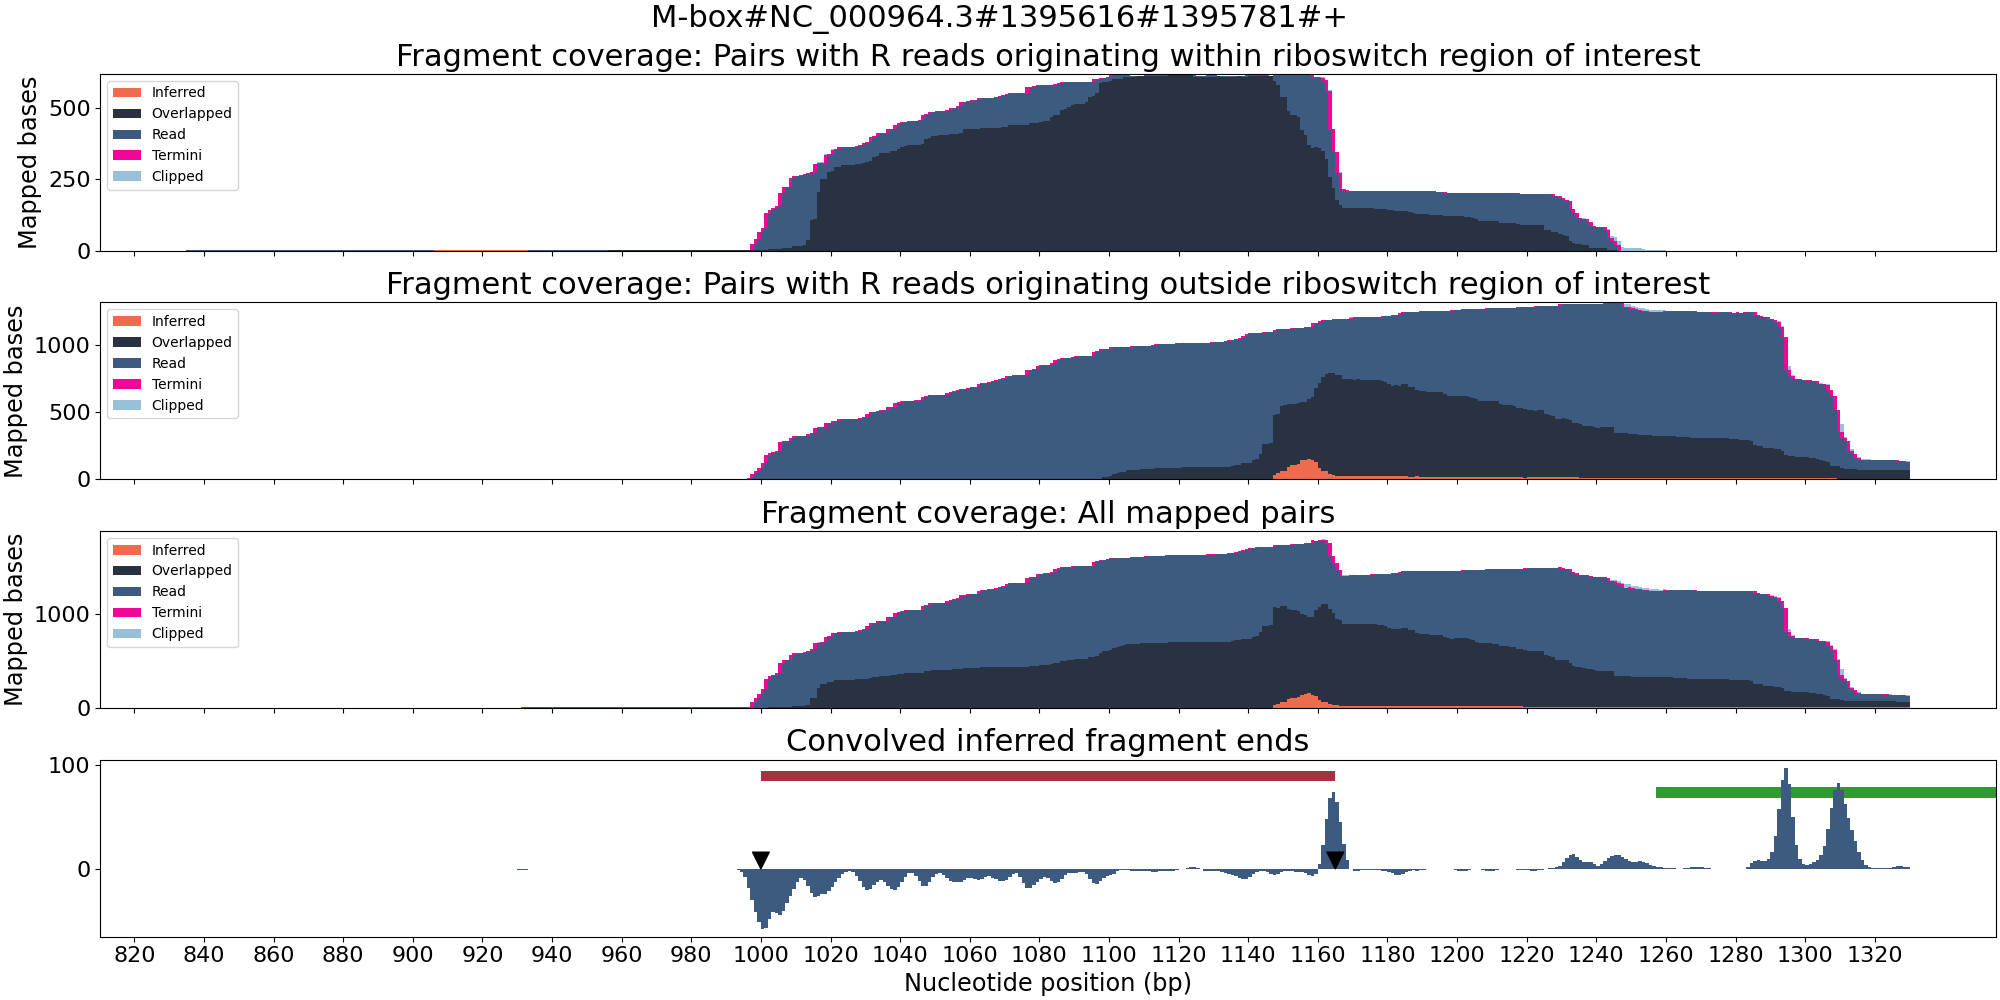 M-box#NC_000964.3#1395616#1395781#+
Fragment coverage: Pairs with R reads originating within riboswitch region of interest
Mapped bases
500
250
0
Inferred
Overlapped
Read
Termini
Clipped
Fragment coverage: Pairs with R reads originating outside riboswitch region of interest
Mapped bases
1000
500
0
Inferred
Overlapped
Read
Termini
Clipped
Fragment coverage: All mapped pairs
Mapped bases
1000
0
Inferred
Overlapped
Read
Termini
Clipped
Convolved inferred fragment ends
100
0
820 840 860 880 900 920 940 960 980 1000 1020 1040 1060 1080 1100 1120 1140 1160 1180 1200 1220 1240 1260 1280 1300 1320
Nucleotide position (bp)